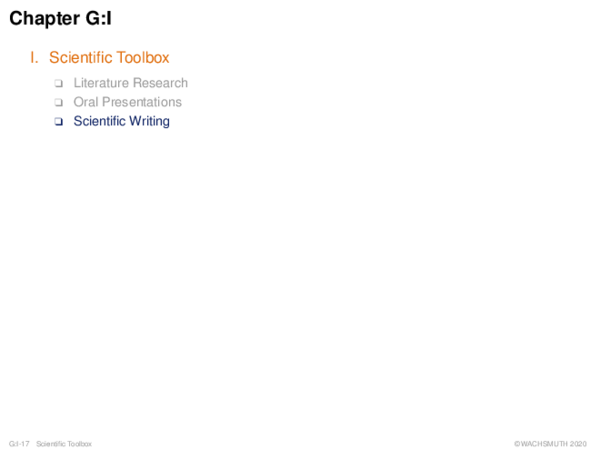 Chapter G:I
I. Scientific Toolbox
❑ Literature Research
❑ Oral Presentations
❑ Scientific Writing
G:I-17 Scientific Toolbox
©WACHSMUTH 2020